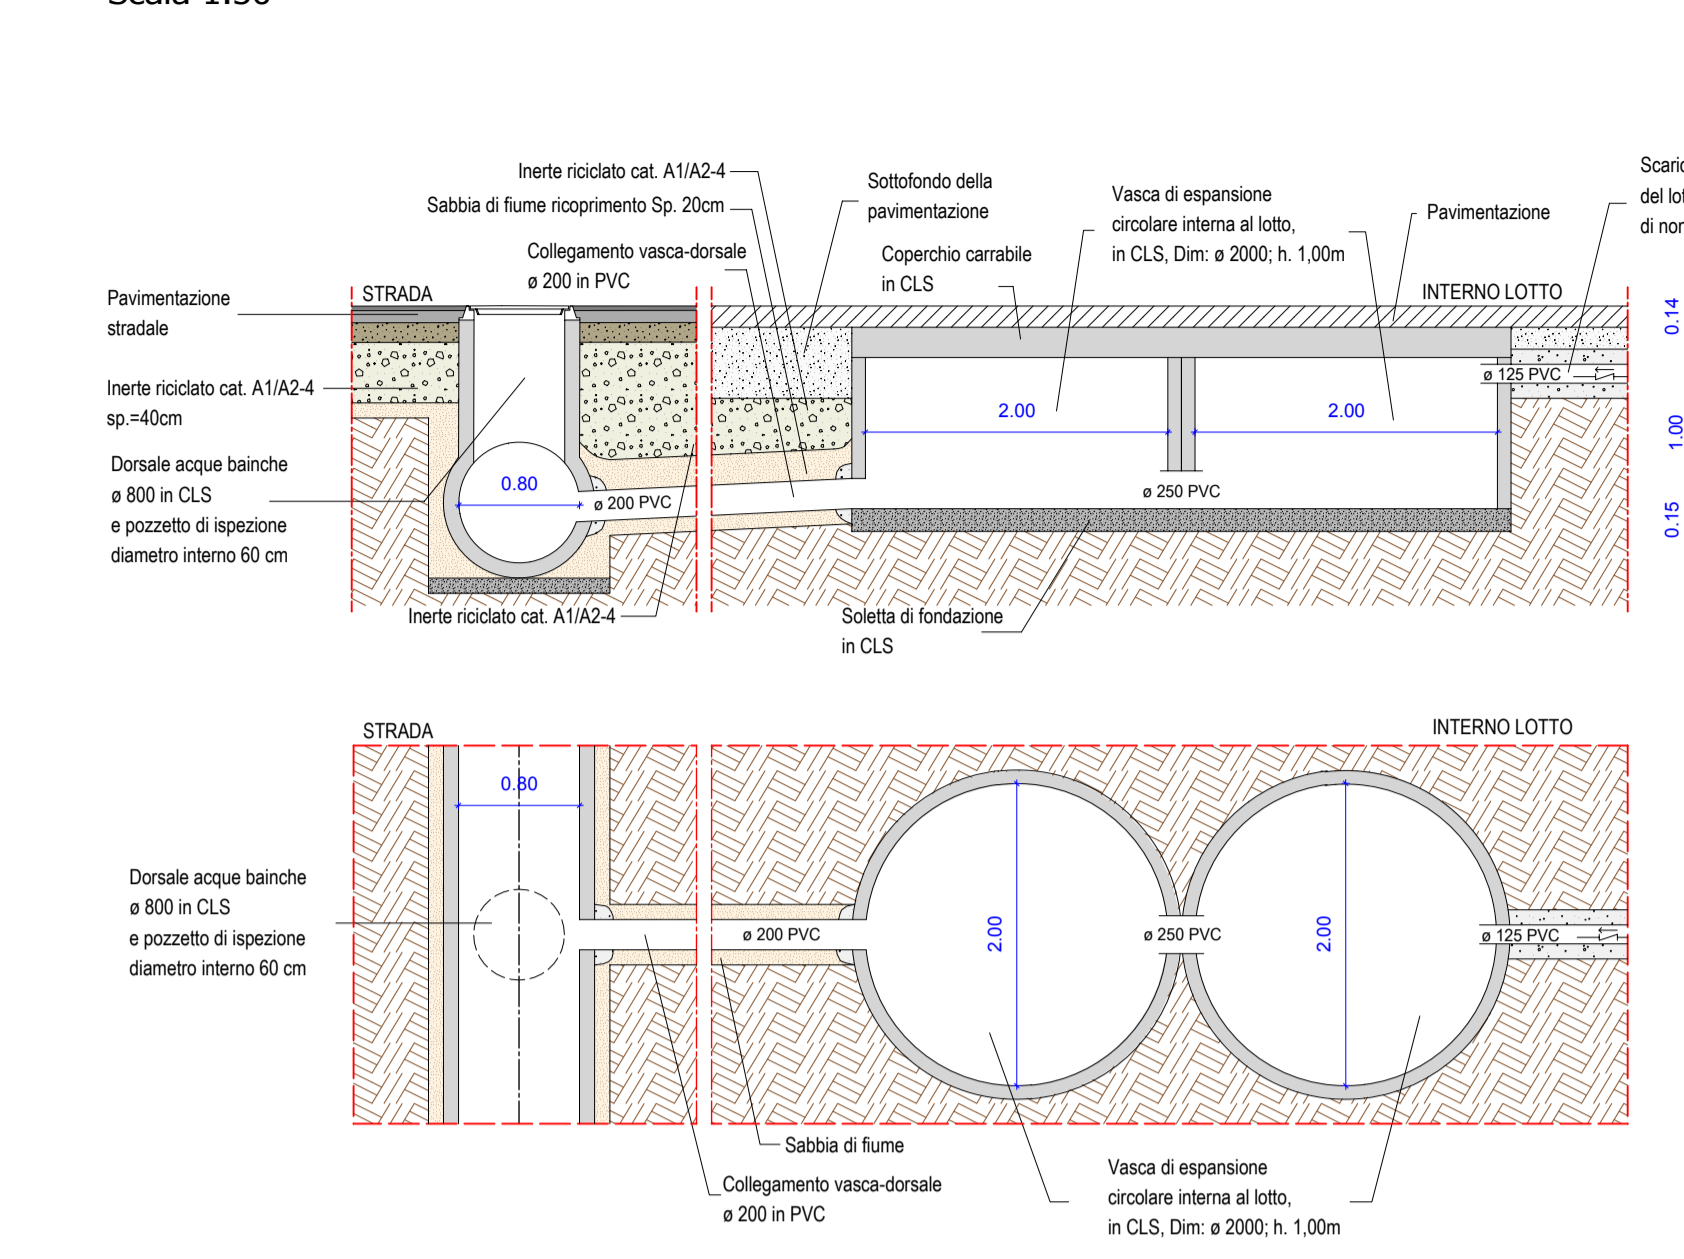 Inerte riciclato cat. A1/A2-4
Sabbia di fiume ricoprimento Sp. 20cm
Collegamento vasca-dorsale
ø 200 in PVC
Sottofondo della
pavimentazione
Coperchio carrabile
in CLS
Vasca di espansione
circolare interna al lotto,
in CLS, Dim: ø 2000; h. 1,00m
Pavimentazione
STRADA
INTERNO LOTTO
Pavimentazione
stradale
Inerte riciclato cat. A1/A2-4
sp.=40cm
Dorsale acque bainche
ø 800 in CLS
e pozzetto di ispezione
diametro interno 60 cm
0.80
ø 200 PVC
2.00
2.00
ø 250 PVC
ø 125 PVC
0.14
1.00
0.15
Inerte riciclato cat. A1/A2-4
Soletta di fondazione
in CLS
STRADA
INTERNO LOTTO
0.80
Dorsale acque bainche
ø 800 in CLS
e pozzetto di ispezione
diametro interno 60 cm
ø 200 PVC
2.00
ø 250 PVC
2.00
ø 125 PVC
Sabbia di fiume
Collegamento vasca-dorsale
ø 200 in PVC
Vasca di espansione
circolare interna al lotto,
in CLS, Dim: ø 2000; h. 1,00m